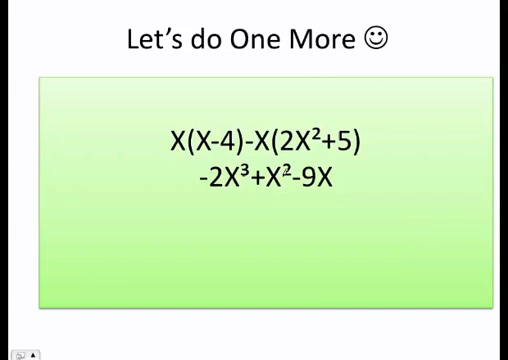 Let's do One More ☺
X(X-4)-X(2X²+5)
-2X³+X²-9X